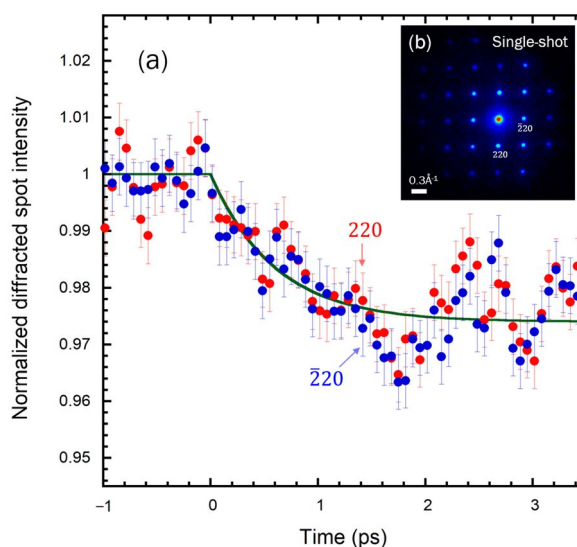 (a)
(b)
Single-shot
2̄20
220
0.3Å⁻¹
Normalized diffracted spot intensity
1.02
1.01
1
0.99
0.98
0.97
0.96
0.95
220
2̄20
−1
0
1
2
3
Time (ps)